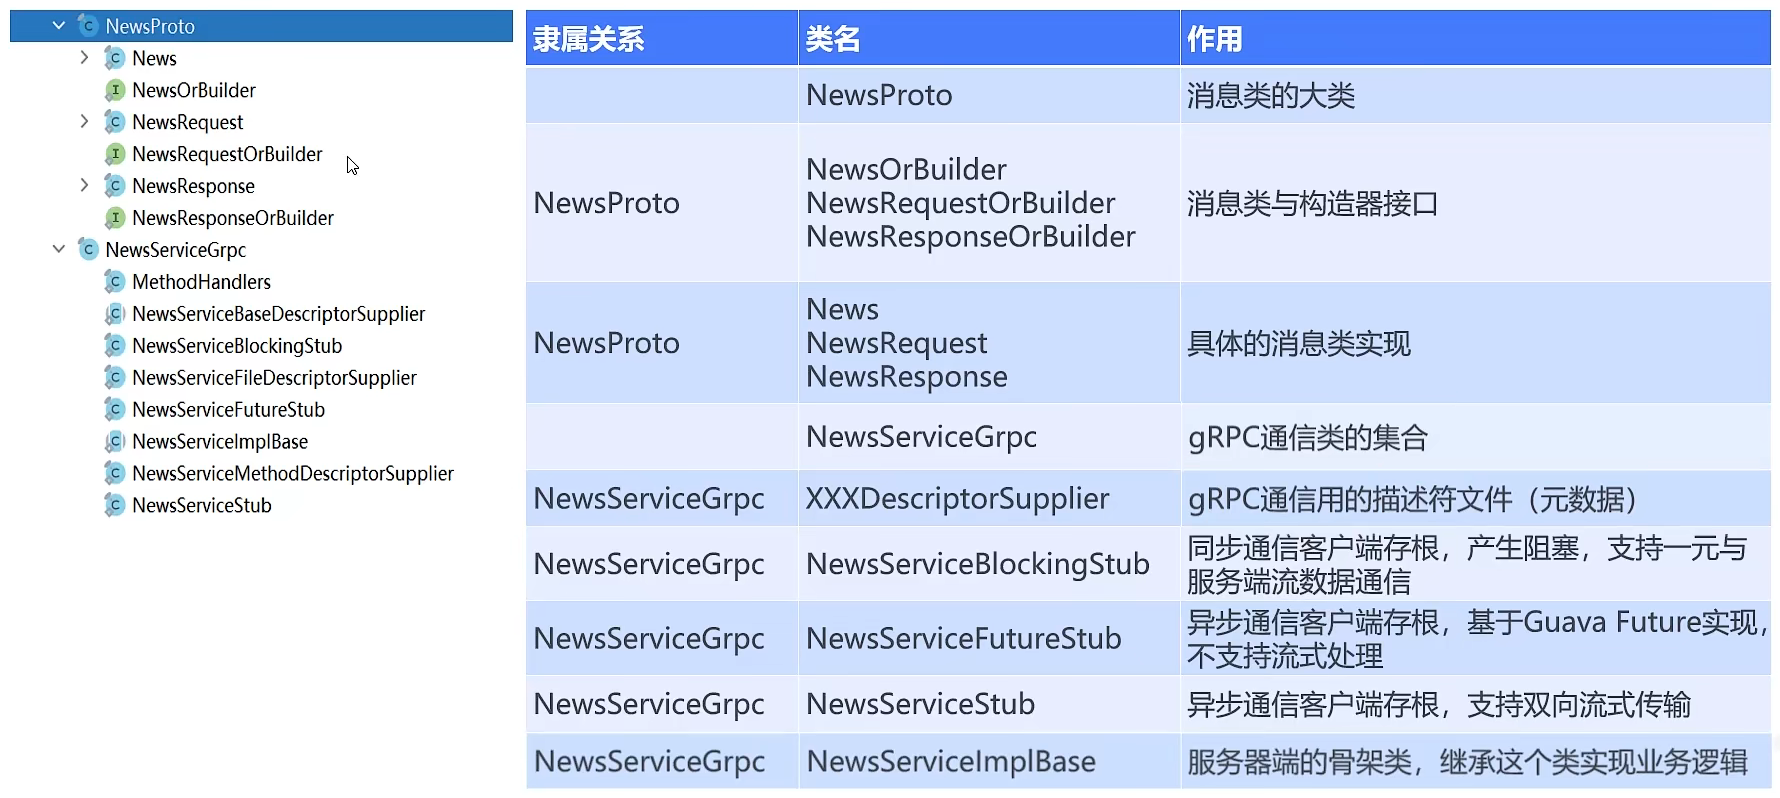 NewsProto
News
NewsOrBuilder
NewsRequest
NewsRequestOrBuilder
NewsResponse
NewsResponseOrBuilder
NewsServiceGrpc
MethodHandlers
NewsServiceBaseDescriptorSupplier
NewsServiceBlockingStub
NewsServiceFileDescriptorSupplier
NewsServiceFutureStub
NewsServiceImplBase
NewsServiceMethodDescriptorSupplier
NewsServiceStub
隶属关系 类名 作用
NewsProto 消息类的大类
NewsOrBuilder
NewsProto NewsRequestOrBuilder 消息类与构造器接口
NewsResponseOrBuilder
News
NewsProto NewsRequest 具体的消息类实现
NewsResponse
NewsServiceGrpc gRPC通信类的集合
NewsServiceGrpc XXXDescriptorSupplier gRPC通信用的描述符文件（元数据）
NewsServiceGrpc NewsServiceBlockingStub 同步通信客户端存根，产生阻塞，支持一元与
服务端流数据通信
NewsServiceGrpc NewsServiceFutureStub 异步通信客户端存根，基于Guava Future实现，
不支持流式处理
NewsServiceGrpc NewsServiceStub 异步通信客户端存根，支持双向流式传输
NewsServiceGrpc NewsServiceImplBase 服务器端的骨架类，继承这个类实现业务逻辑